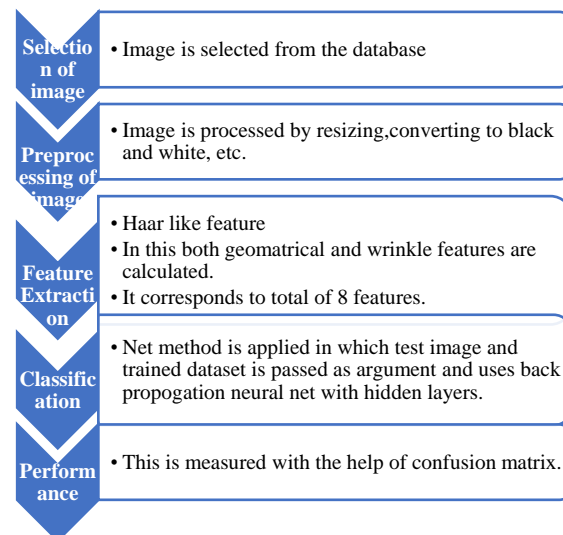 Selectio
n of
image
• Image is selected from the database
Preproc
essing of
image
• Image is processed by resizing,converting to black
and white, etc.
Feature
Extracti
on
• Haar like feature
• In this both geomatrical and wrinkle features are
calculated.
• It corresponds to total of 8 features.
Classific
ation
• Net method is applied in which test image and
trained dataset is passed as argument and uses back
propogation neural net with hidden layers.
Perform
ance
• This is measured with the help of confusion matrix.